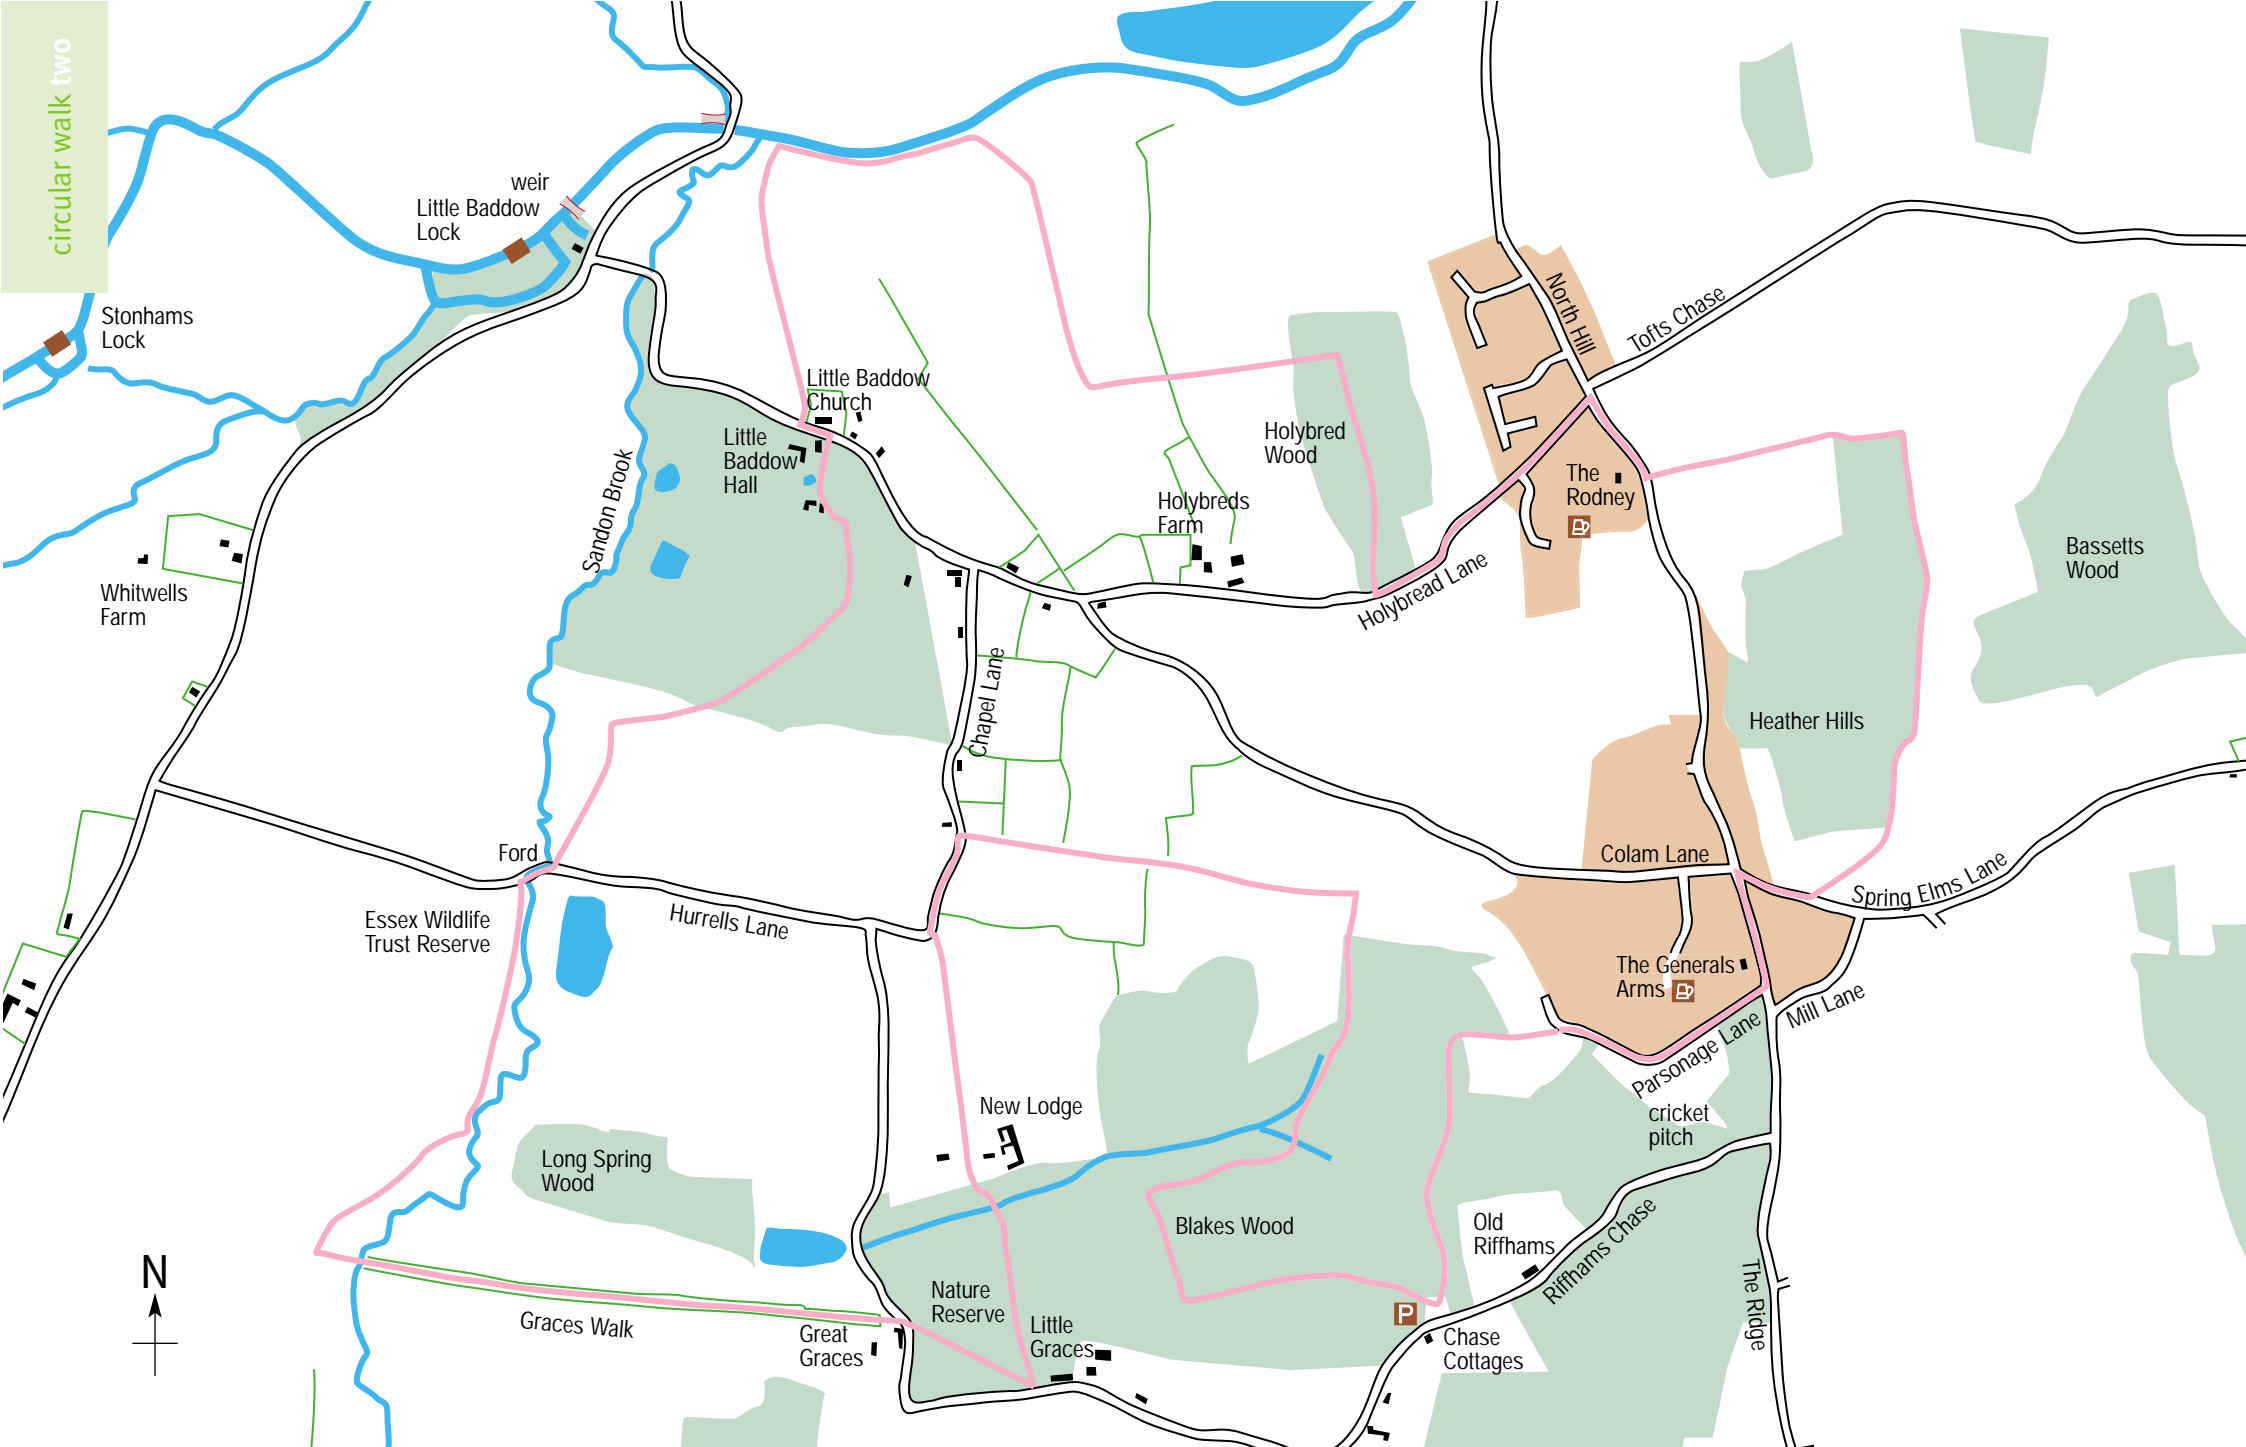 circular walk two
weir
Little Baddow
Lock
Stonhams
Lock
North Hill
Tofts Chase
Little Baddow
Church
Little
Baddow
Hall
Holybred
Wood
The
Rodney
Sandon Brook
Holybreds
Farm
Bassetts
Wood
Whitwells
Farm
Holybread Lane
Chapel Lane
Heather Hills
Ford
Colam Lane
Spring Elms Lane
Essex Wildlife
Trust Reserve
Hurrells Lane
The Generals
Arms
Mill Lane
Parsonage Lane
New Lodge
cricket
pitch
Long Spring
Wood
Blakes Wood
Old
Riffhams
Riffhams Chase
N
Nature
Reserve
The Ridge
Graces Walk
Great
Graces
Little
Graces
P
Chase
Cottages